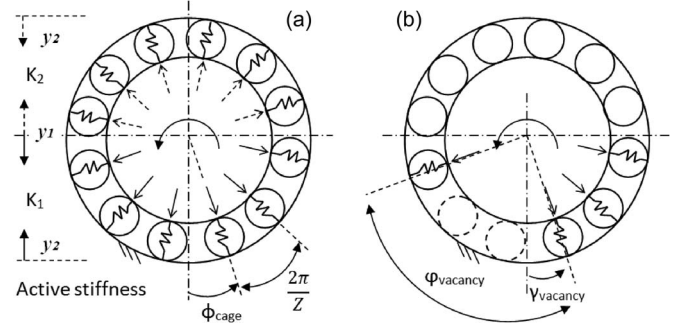 (a)
(b)
y2
K2
y1
K1
y2
Active stiffness
ϕcage
2π
Z
φvacancy
γvacancy